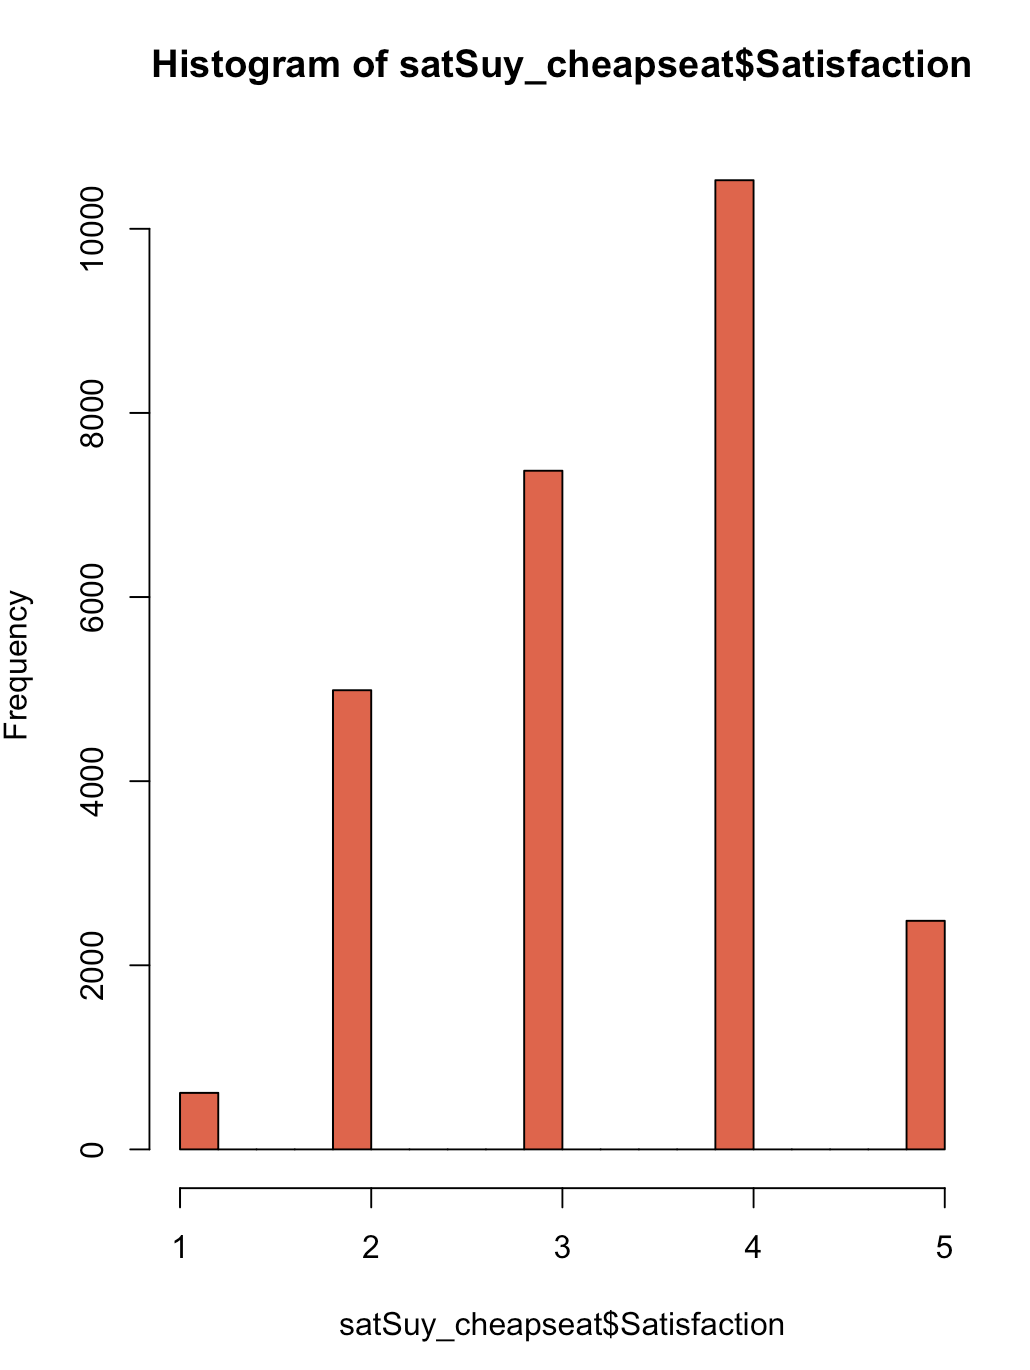 Histogram of satSuy_cheapseat$Satisfaction
Frequency
10000
8000
6000
4000
2000
0
1 2 3 4 5
satSuy_cheapseat$Satisfaction